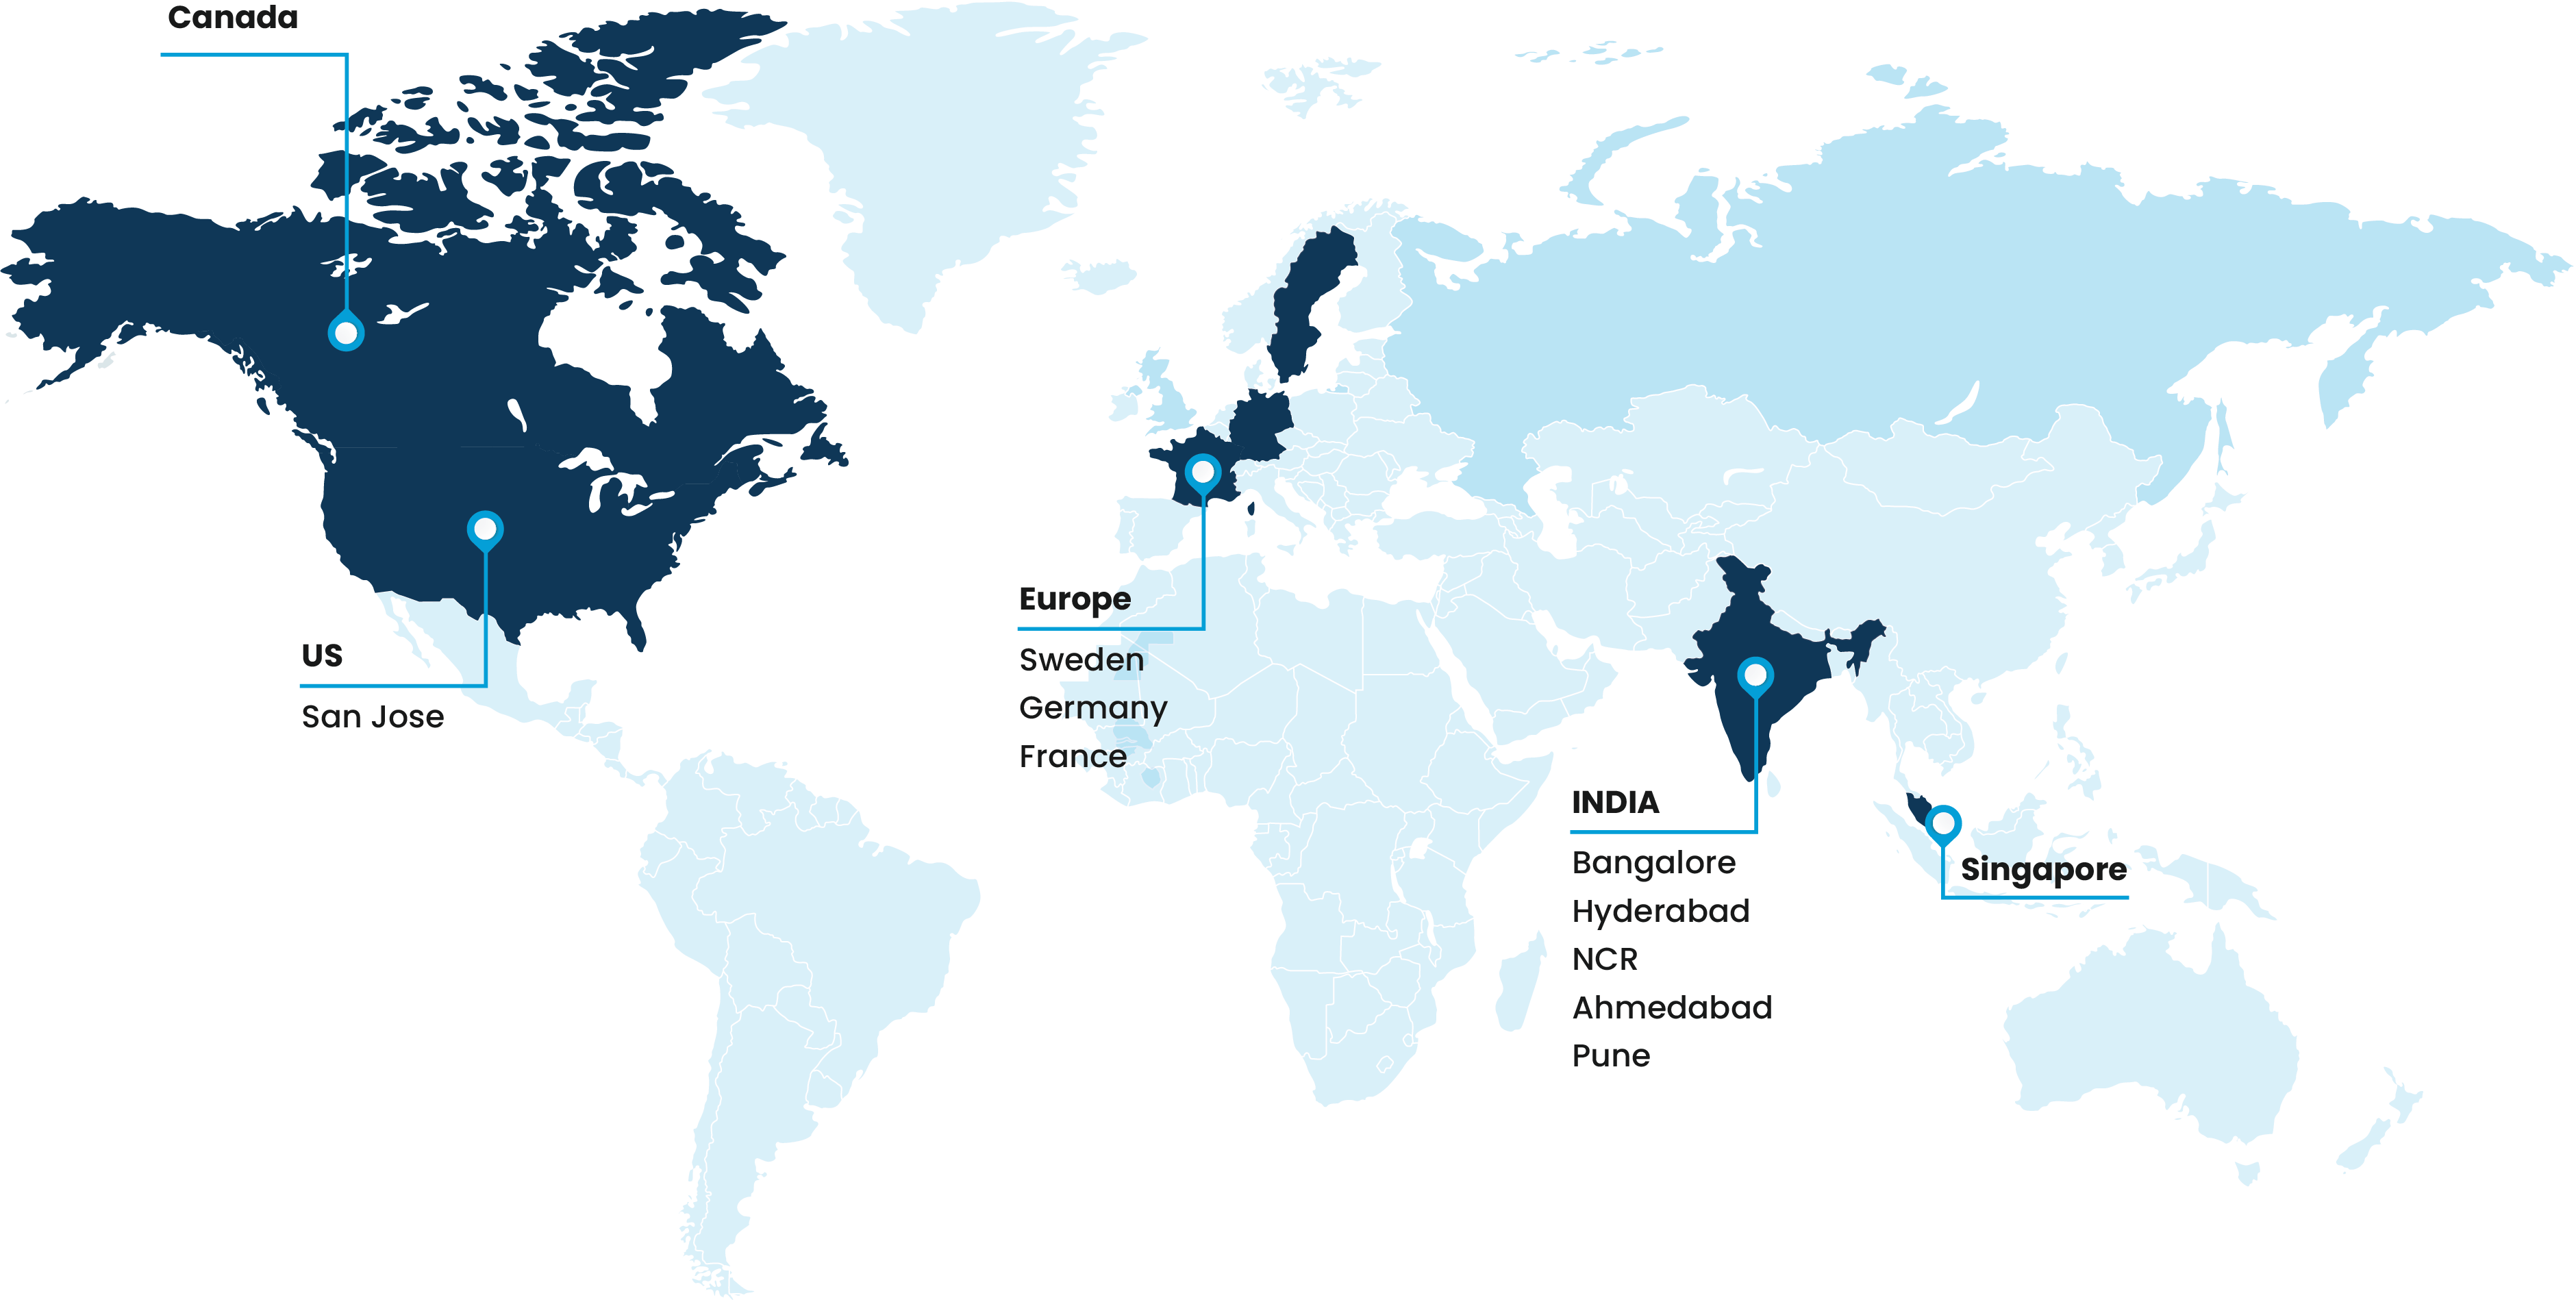 Canada
US
San Jose
Europe
Sweden
Germany
France
INDIA
Bangalore
Hyderabad
NCR
Ahmedabad
Pune
Singapore